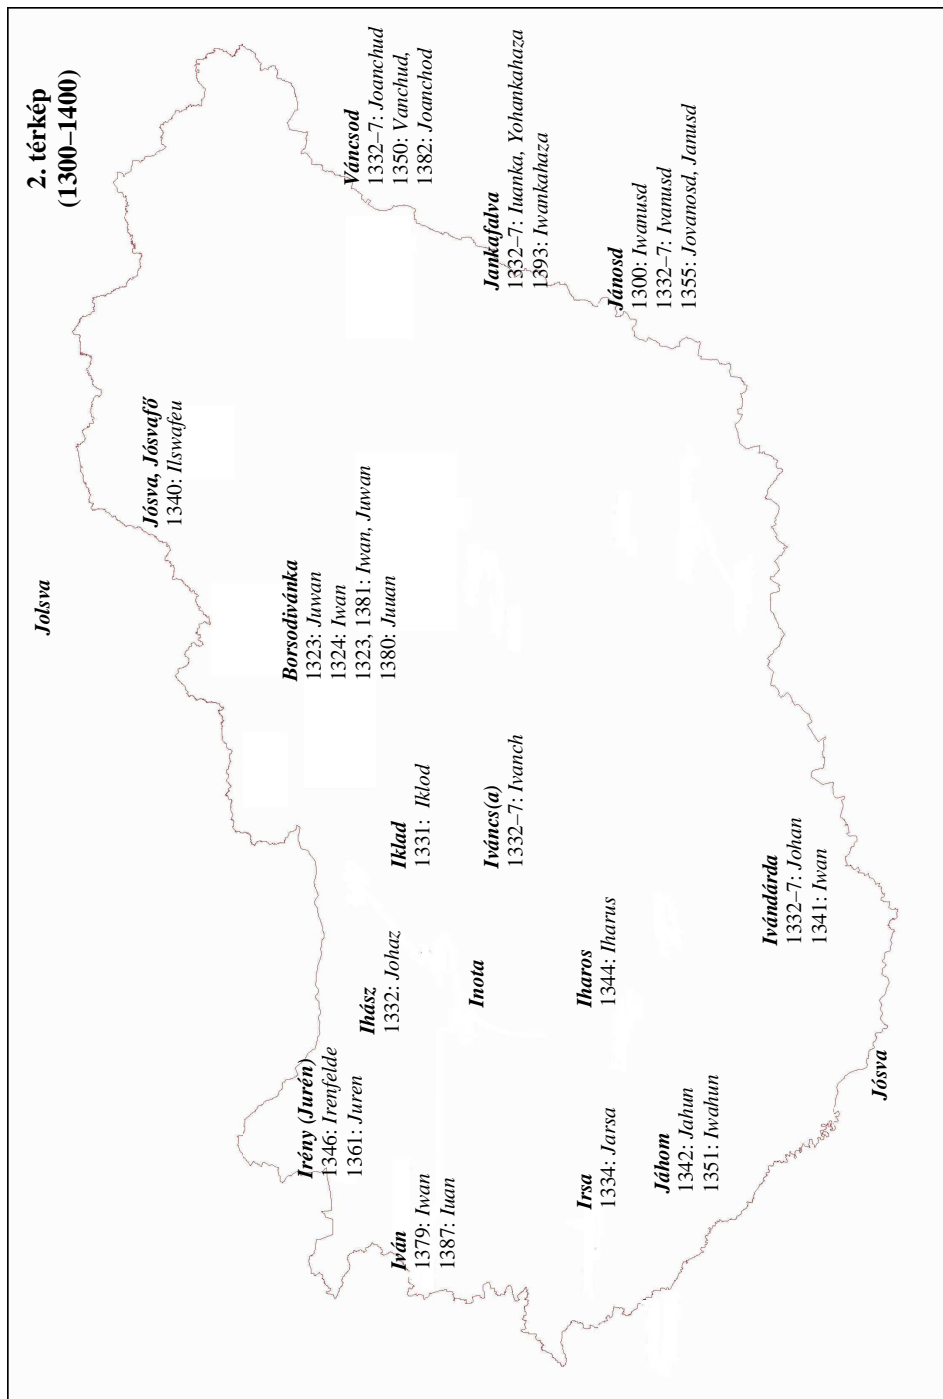 2. térkép
(1300–1400)
Jolsva
Jósva, Jósvafő
1340: Ilswafeu
Váncsod
1332–7: Joanchud
1350: Vanchud,
1382: Joanchod
Borsodivánka
1323: Juwan
1324: Iwan
1323, 1381: Iwan, Juwan
1380: Juuan
Jankafalva
1332–7: Iuanka, Yohankahaza
1393: Iwankahaza
Jánosd
1300: Iwanusd
1332–7: Ivanusd
1355: Jovanosd, Janusd
Irény (Jurén)
1346: Irenfelde
1361: Juren
Ihász
1332: Johaz
Iklad
1331: Iklod
Iván
1379: Iwan
1387: Iuan
Inota
Iváncs(a)
1332–7: Ivanch
Irsa
1334: Jarsa
Iharos
1344: Iharus
Jáhom
1342: Jahun
1351: Iwahun
Ivándárda
1332–7: Johan
1341: Iwan
Jósva